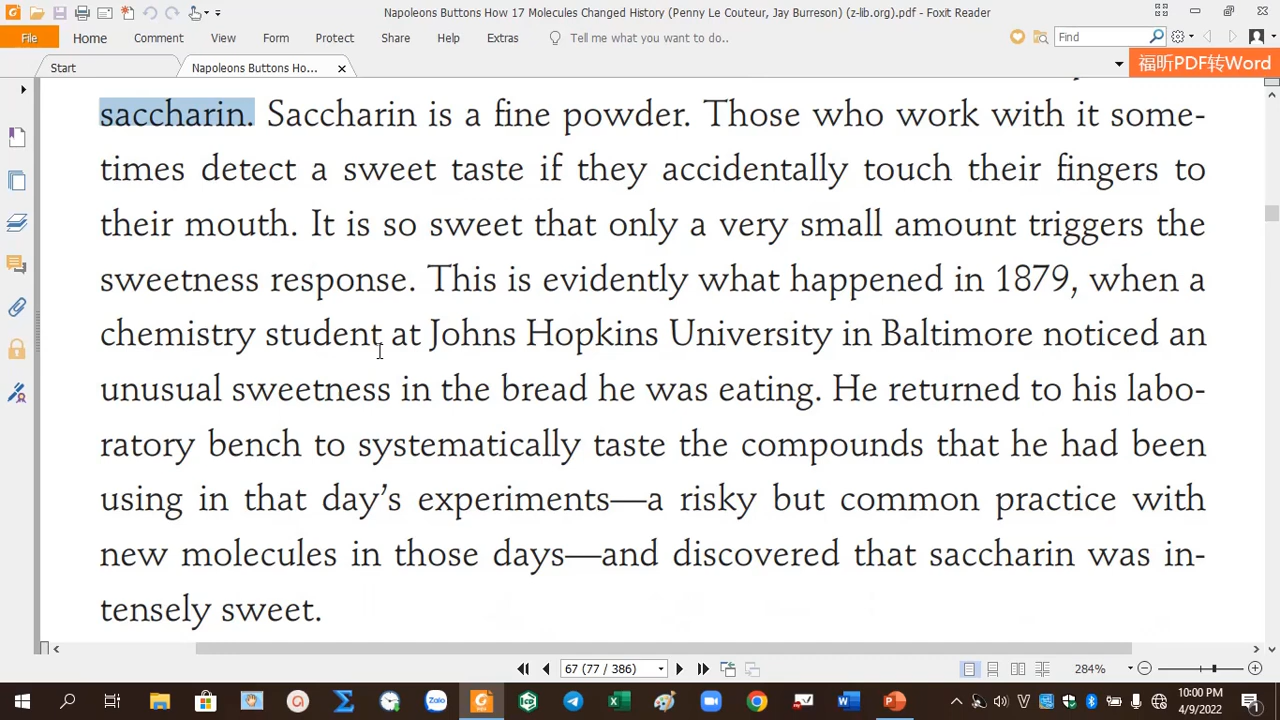 Napoleons Buttons How 17 Molecules Changed History (Penny Le Couteur, Jay Burreson) (z-lib.org).pdf - Foxit Reader
File Home Comment View Form Protect Share Help Extras Tell me what you want to do.. Find
Start Napoleons Buttons Ho... 福昕PDF转Word
saccharin. Saccharin is a fine powder. Those who work with it some-
times detect a sweet taste if they accidentally touch their fingers to
their mouth. It is so sweet that only a very small amount triggers the
sweetness response. This is evidently what happened in 1879, when a
chemistry student at Johns Hopkins University in Baltimore noticed an
unusual sweetness in the bread he was eating. He returned to his labo-
ratory bench to systematically taste the compounds that he had been
using in that day’s experiments—a risky but common practice with
new molecules in those days—and discovered that saccharin was in-
tensely sweet.
67 (77 / 386) 284%
10:00 PM
4/9/2022